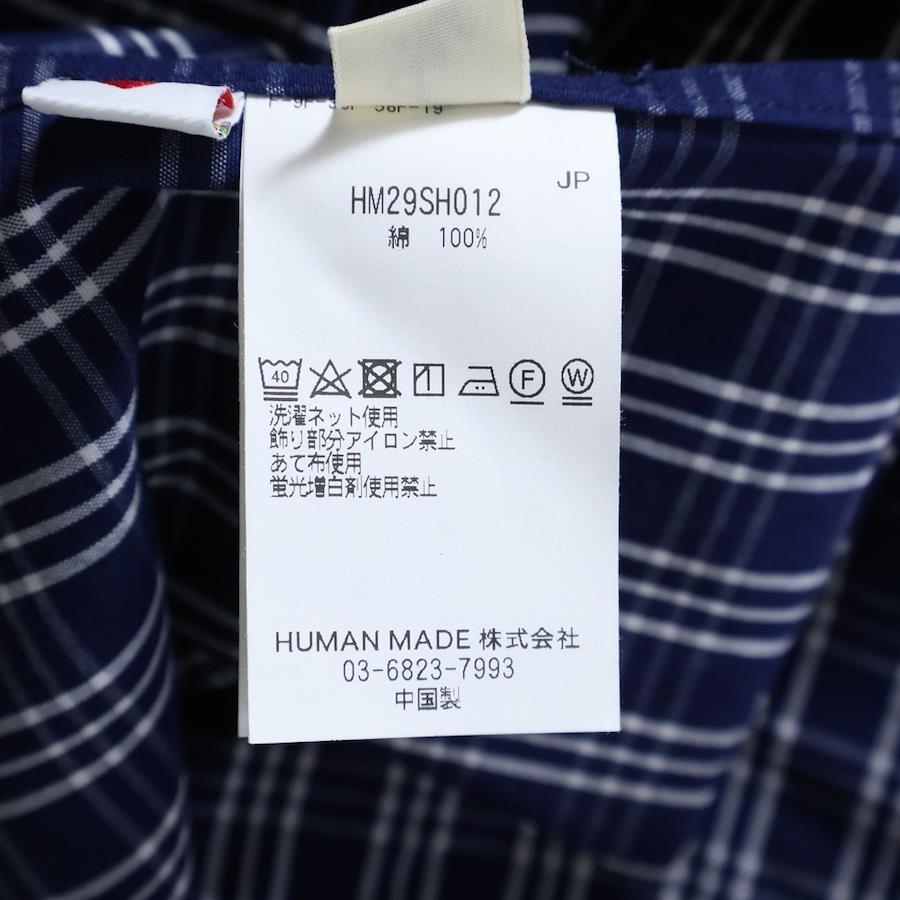 JP
HM29SH012
綿 100%
40
F
W
洗濯ネット使用
飾り部分アイロン禁止
あて布使用
蛍光増白剤使用禁止
HUMAN MADE 株式会社
03-6823-7993
中国製